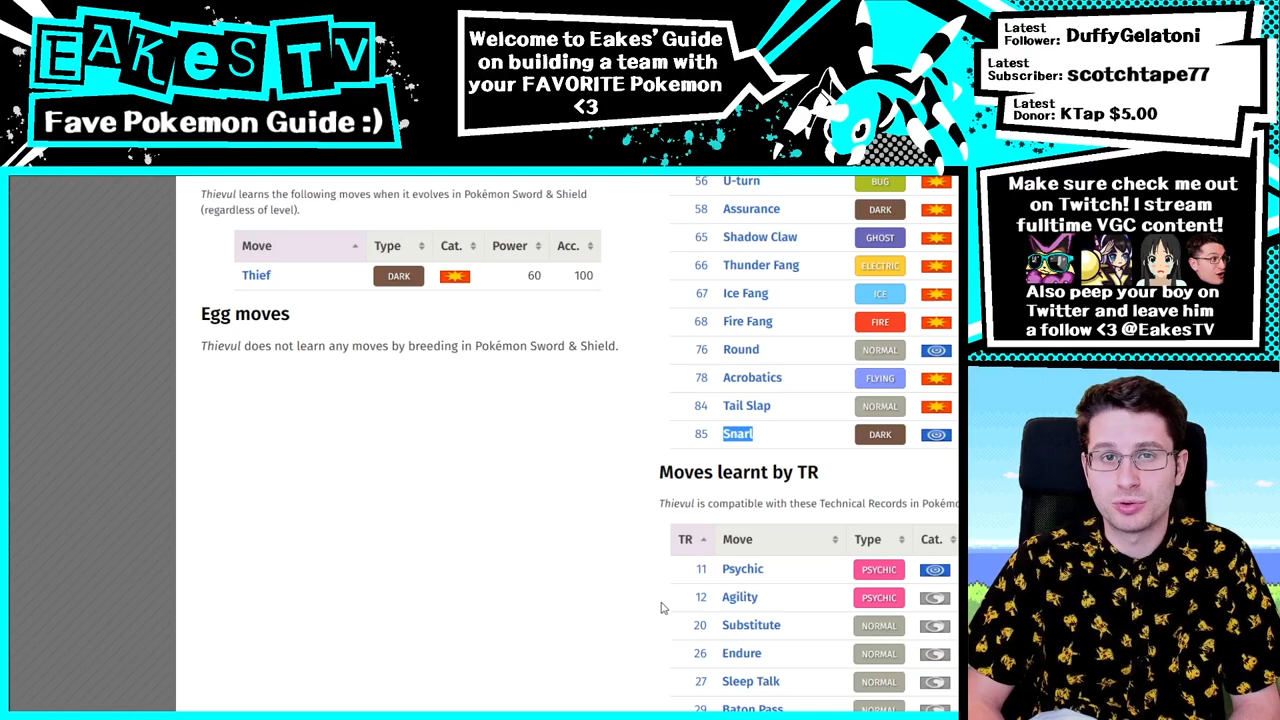 EAKES TV
Fave Pokemon Guide :)
Welcome to Eakes' Guide
on building a team with
your FAVORITE Pokemon
<3
Latest
Follower: DuffyGelatoni
Latest
Subscriber: scotchtape77
Latest
Donor: KTap $5.00
Make sure check me out
on Twitch! I stream
fulltime VGC content!
Also peep your boy on
Twitter and leave him
a follow <3 @EakesTV
Thievul learns the following moves when it evolves in Pokémon Sword & Shield
(regardless of level).
Move Type Cat. Power Acc.
Thief DARK 60 100
Egg moves
Thievul does not learn any moves by breeding in Pokémon Sword & Shield.
56 U-turn BUG
58 Assurance DARK
65 Shadow Claw GHOST
66 Thunder Fang ELECTRIC
67 Ice Fang ICE
68 Fire Fang FIRE
76 Round NORMAL
78 Acrobatics FLYING
84 Tail Slap NORMAL
85 Snarl DARK
Moves learnt by TR
Thievul is compatible with these Technical Records in Pokémo
TR Move Type Cat.
11 Psychic PSYCHIC
12 Agility PSYCHIC
20 Substitute NORMAL
26 Endure NORMAL
27 Sleep Talk NORMAL
29 Baton Pass